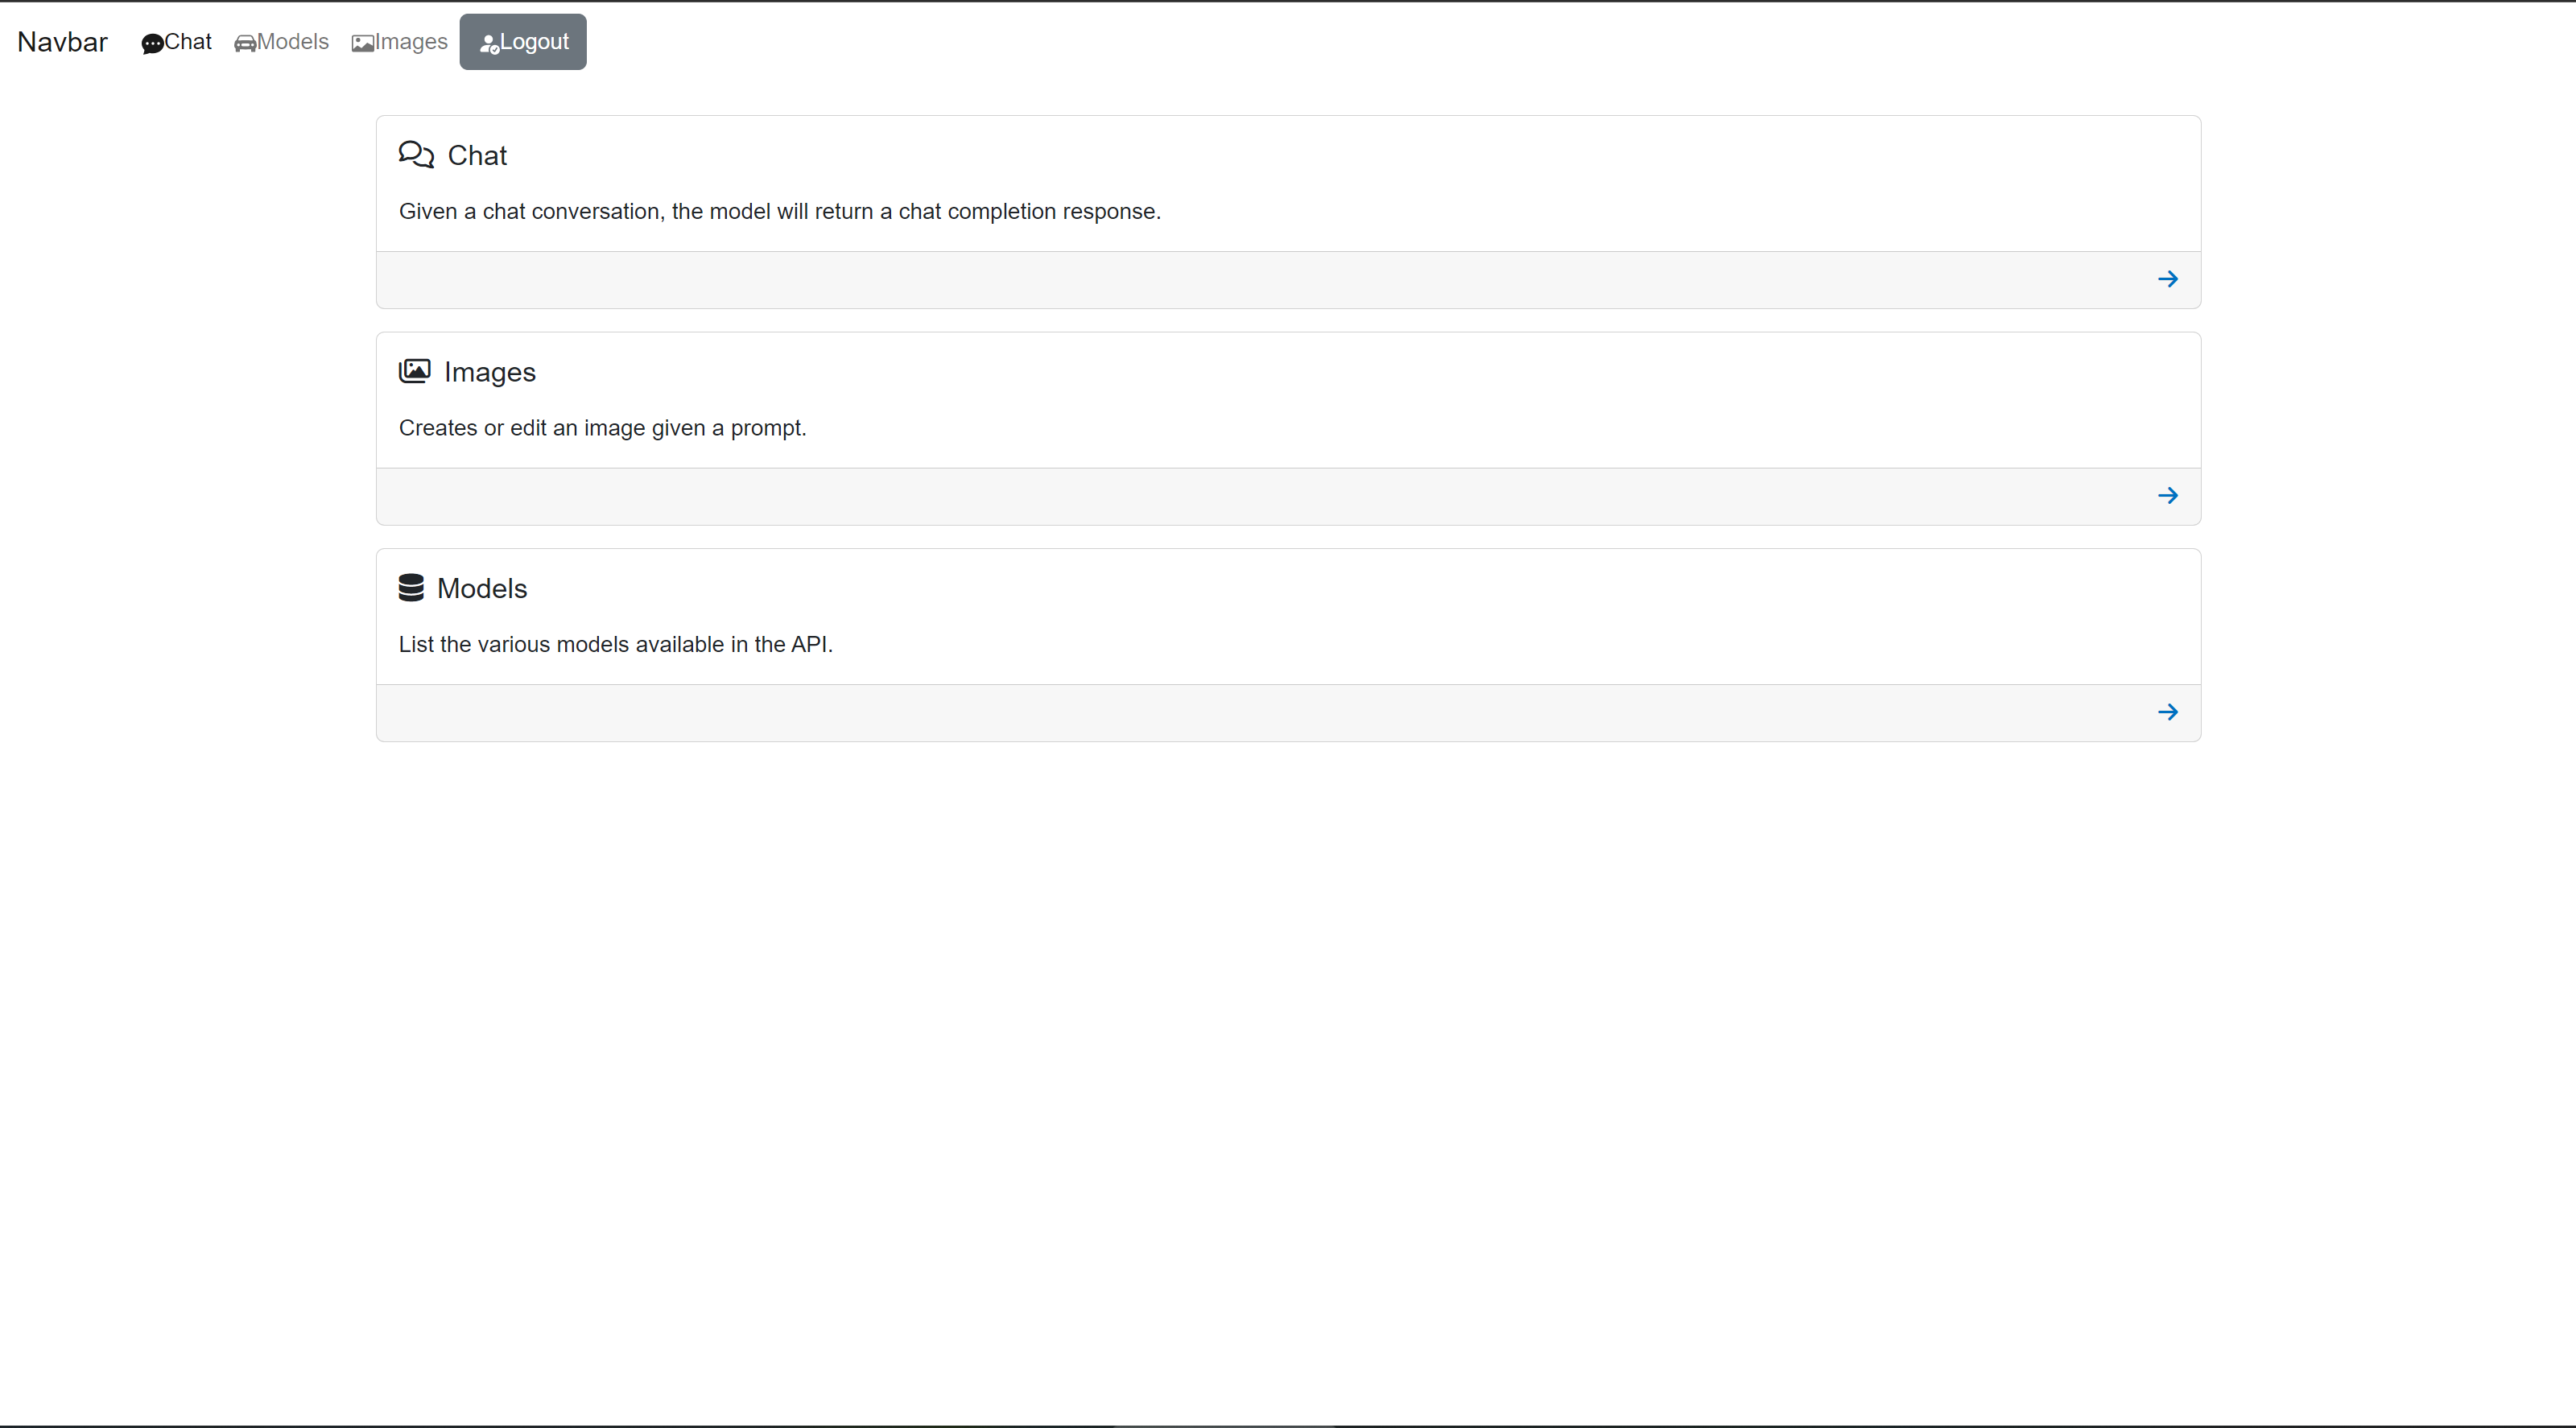 Navbar Chat Models Images Logout
Chat
Given a chat conversation, the model will return a chat completion response.
Images
Creates or edit an image given a prompt.
Models
List the various models available in the API.